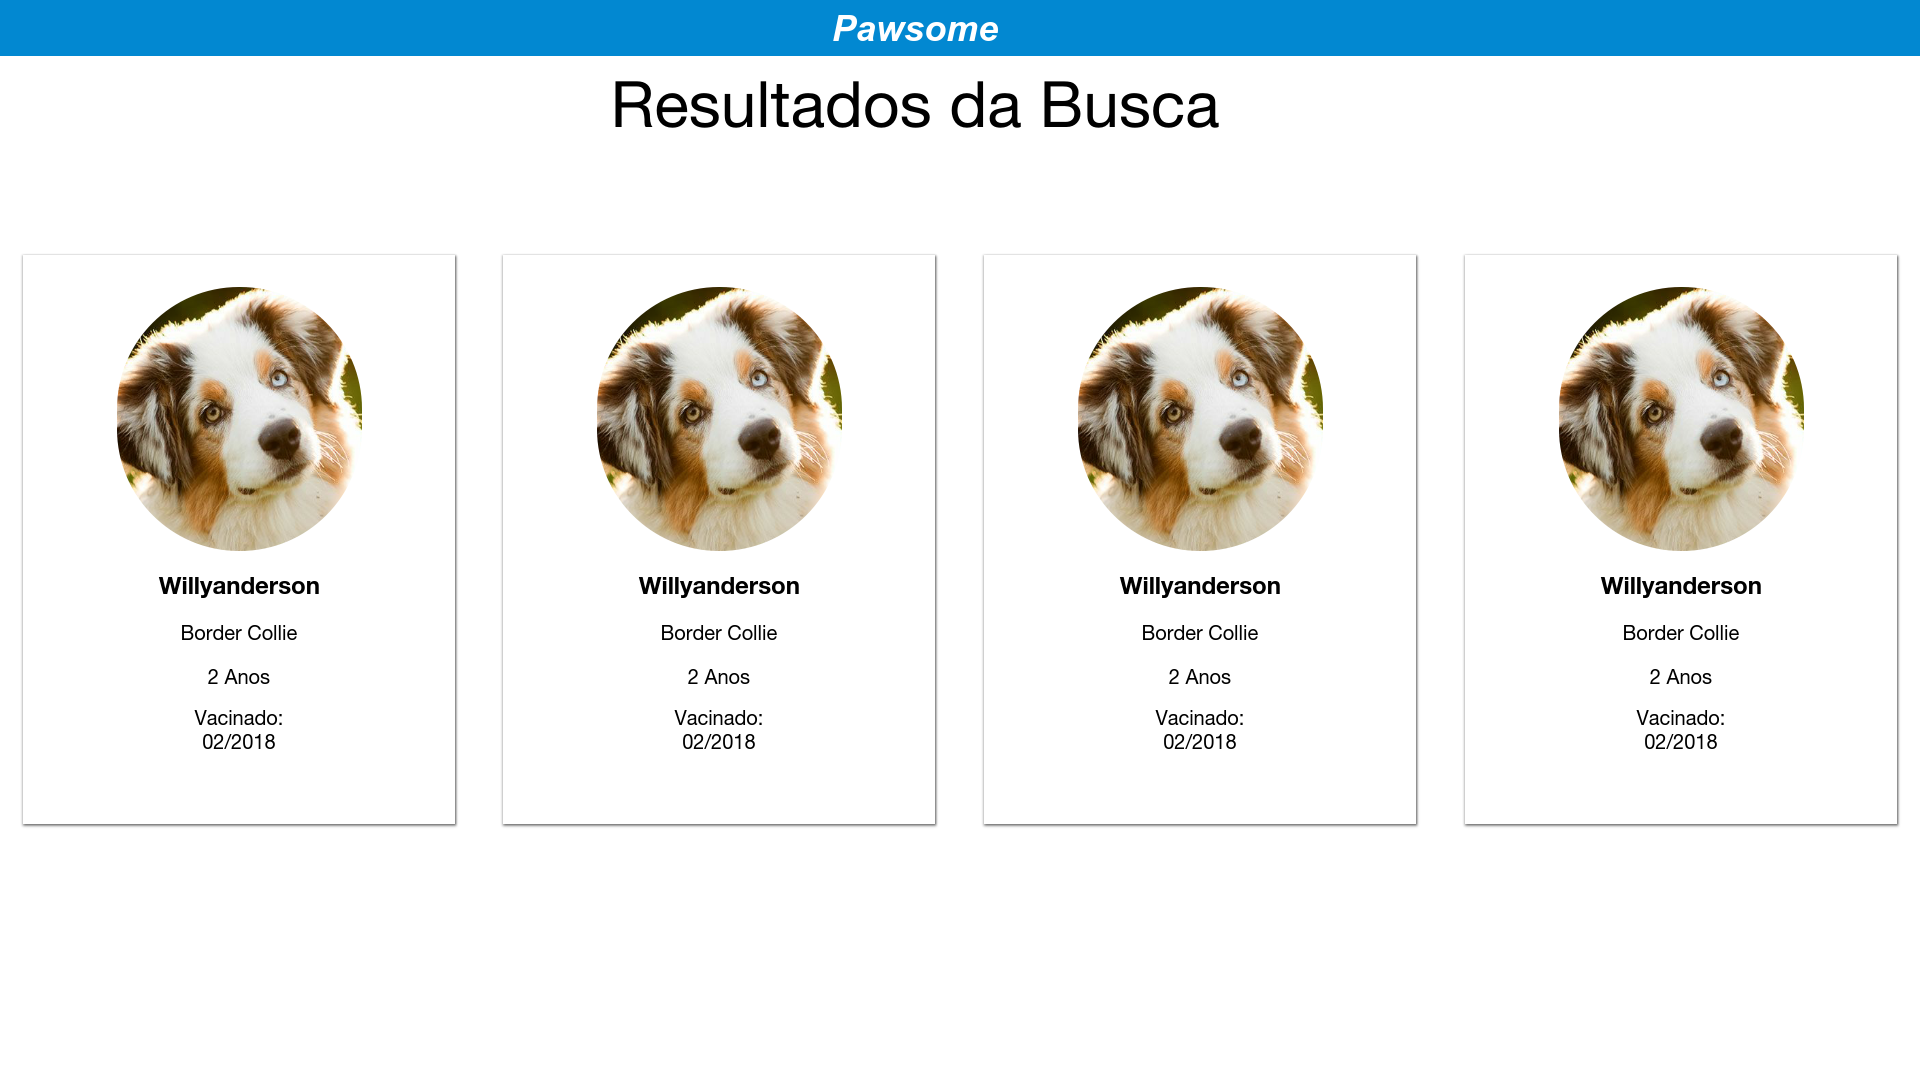 Pawsome
Resultados da Busca
Willyanderson
Border Collie
2 Anos
Vacinado:
02/2018
Willyanderson
Border Collie
2 Anos
Vacinado:
02/2018
Willyanderson
Border Collie
2 Anos
Vacinado:
02/2018
Willyanderson
Border Collie
2 Anos
Vacinado:
02/2018